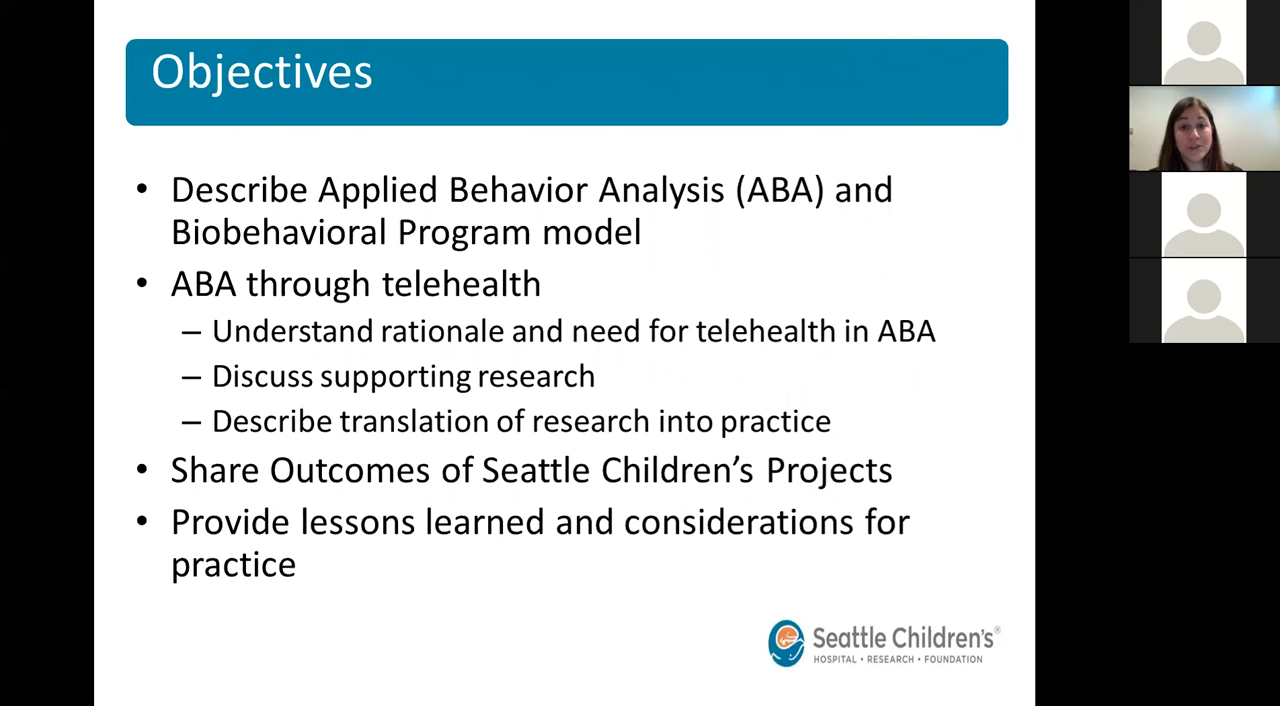 Objectives
• Describe Applied Behavior Analysis (ABA) and
Biobehavioral Program model
• ABA through telehealth
– Understand rationale and need for telehealth in ABA
– Discuss supporting research
– Describe translation of research into practice
• Share Outcomes of Seattle Children’s Projects
• Provide lessons learned and considerations for
practice
Seattle Children’s®
HOSPITAL • RESEARCH • FOUNDATION